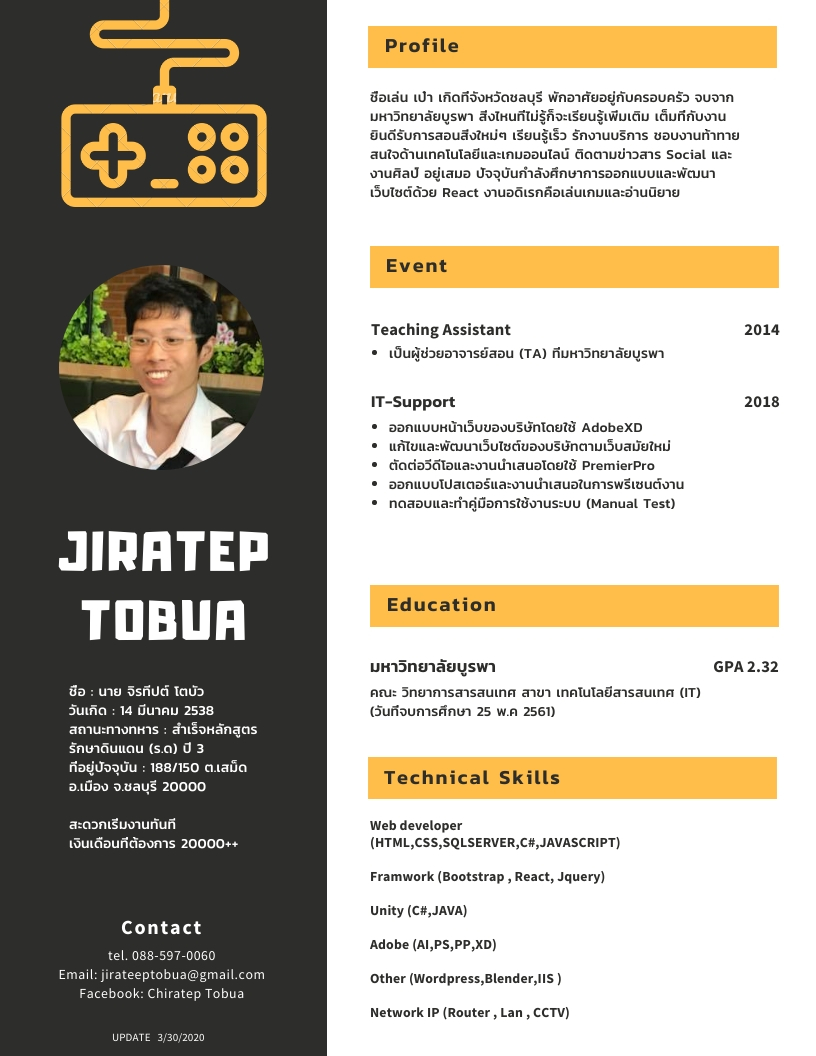 JIRATEP
TOBUA
ชื่อ : นาย จิรทีปต์ โตบัว
วันเกิด : 14 มีนาคม 2538
สถานะทางทหาร : สำเร็จหลักสูตร
รักษาดินแดน (ร.ด) ปี 3
ที่อยู่ปัจจุบัน : 188/150 ต.เสม็ด
อ.เมือง จ.ชลบุรี 20000
สะดวกเริ่มงานทันที
เงินเดือนที่ต้องการ 20000++
Contact
tel. 088-597-0060
Email: jirateeptobua@gmail.com
Facebook: Chiratep Tobua
UPDATE 3/30/2020
Profile
ชื่อเล่น เป๋า เกิดที่จังหวัดชลบุรี พักอาศัยอยู่กับครอบครัว จบจาก
มหาวิทยาลัยบูรพา สิ่งไหนที่ไม่รู้ก็จะเรียนรู้เพิ่มเติม เต็มที่กับงาน
ยินดีรับการสอนสิ่งใหม่ๆ เรียนรู้เร็ว รักงานบริการ ชอบงานท้าทาย
สนใจด้านเทคโนโลยีและเกมออนไลน์ ติดตามข่าวสาร Social และ
งานศิลป์ อยู่เสมอ ปัจจุบันกำลังศึกษาการออกแบบและพัฒนา
เว็บไซต์ด้วย React งานอดิเรกคือเล่นเกมและอ่านนิยาย
Event
Teaching Assistant 2014
• เป็นผู้ช่วยอาจารย์สอน (TA) ที่มหาวิทยาลัยบูรพา
IT-Support 2018
• ออกแบบหน้าเว็บของบริษัทโดยใช้ AdobeXD
• แก้ไขและพัฒนาเว็บไซต์ของบริษัทตามเว็บสมัยใหม่
• ตัดต่อวีดีโอและงานนำเสนอโดยใช้ PremierPro
• ออกแบบโปสเตอร์และงานนำเสนอในการพรีเซนต์งาน
• ทดสอบและทำคู่มือการใช้งานระบบ (Manual Test)
Education
มหาวิทยาลัยบูรพา GPA 2.32
คณะ วิทยาการสารสนเทศ สาขา เทคโนโลยีสารสนเทศ (IT)
(วันที่จบการศึกษา 25 พ.ค 2561)
Technical Skills
Web developer
(HTML,CSS,SQLSERVER,C#,JAVASCRIPT)
Framwork (Bootstrap , React, Jquery)
Unity (C#,JAVA)
Adobe (AI,PS,PP,XD)
Other (Wordpress,Blender,IIS )
Network IP (Router , Lan , CCTV)